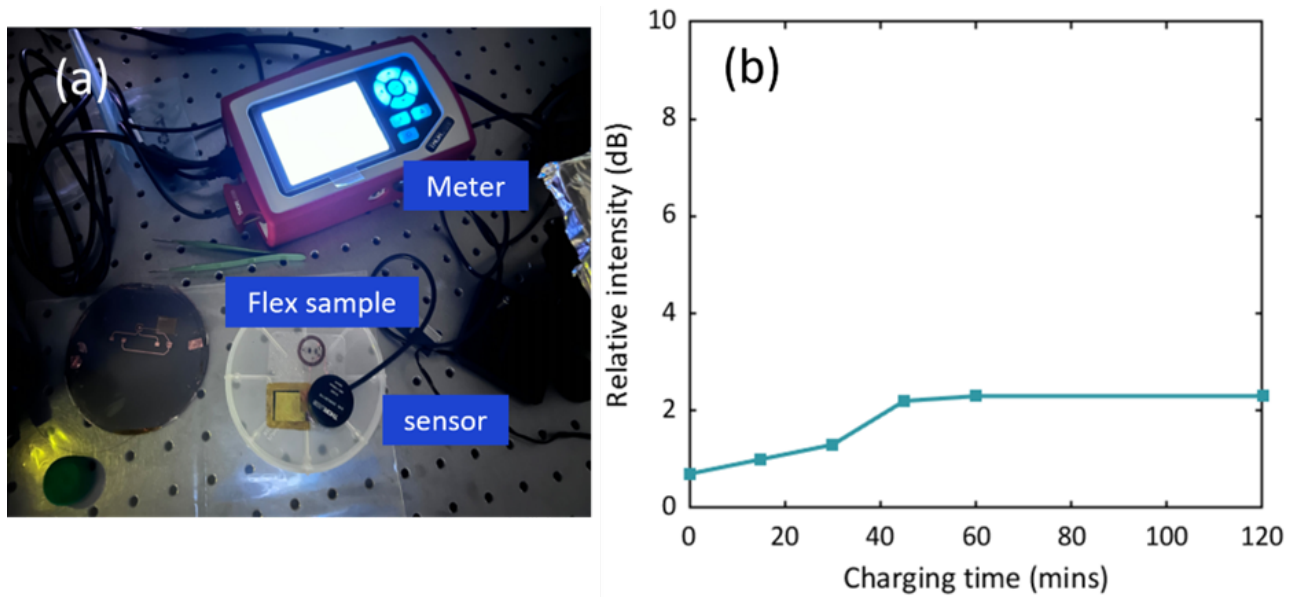 (a)
Meter
Flex sample
sensor
THORLABS
(b)
Relative intensity (dB)
10
8
6
4
2
0
0 20 40 60 80 100 120
Charging time (mins)